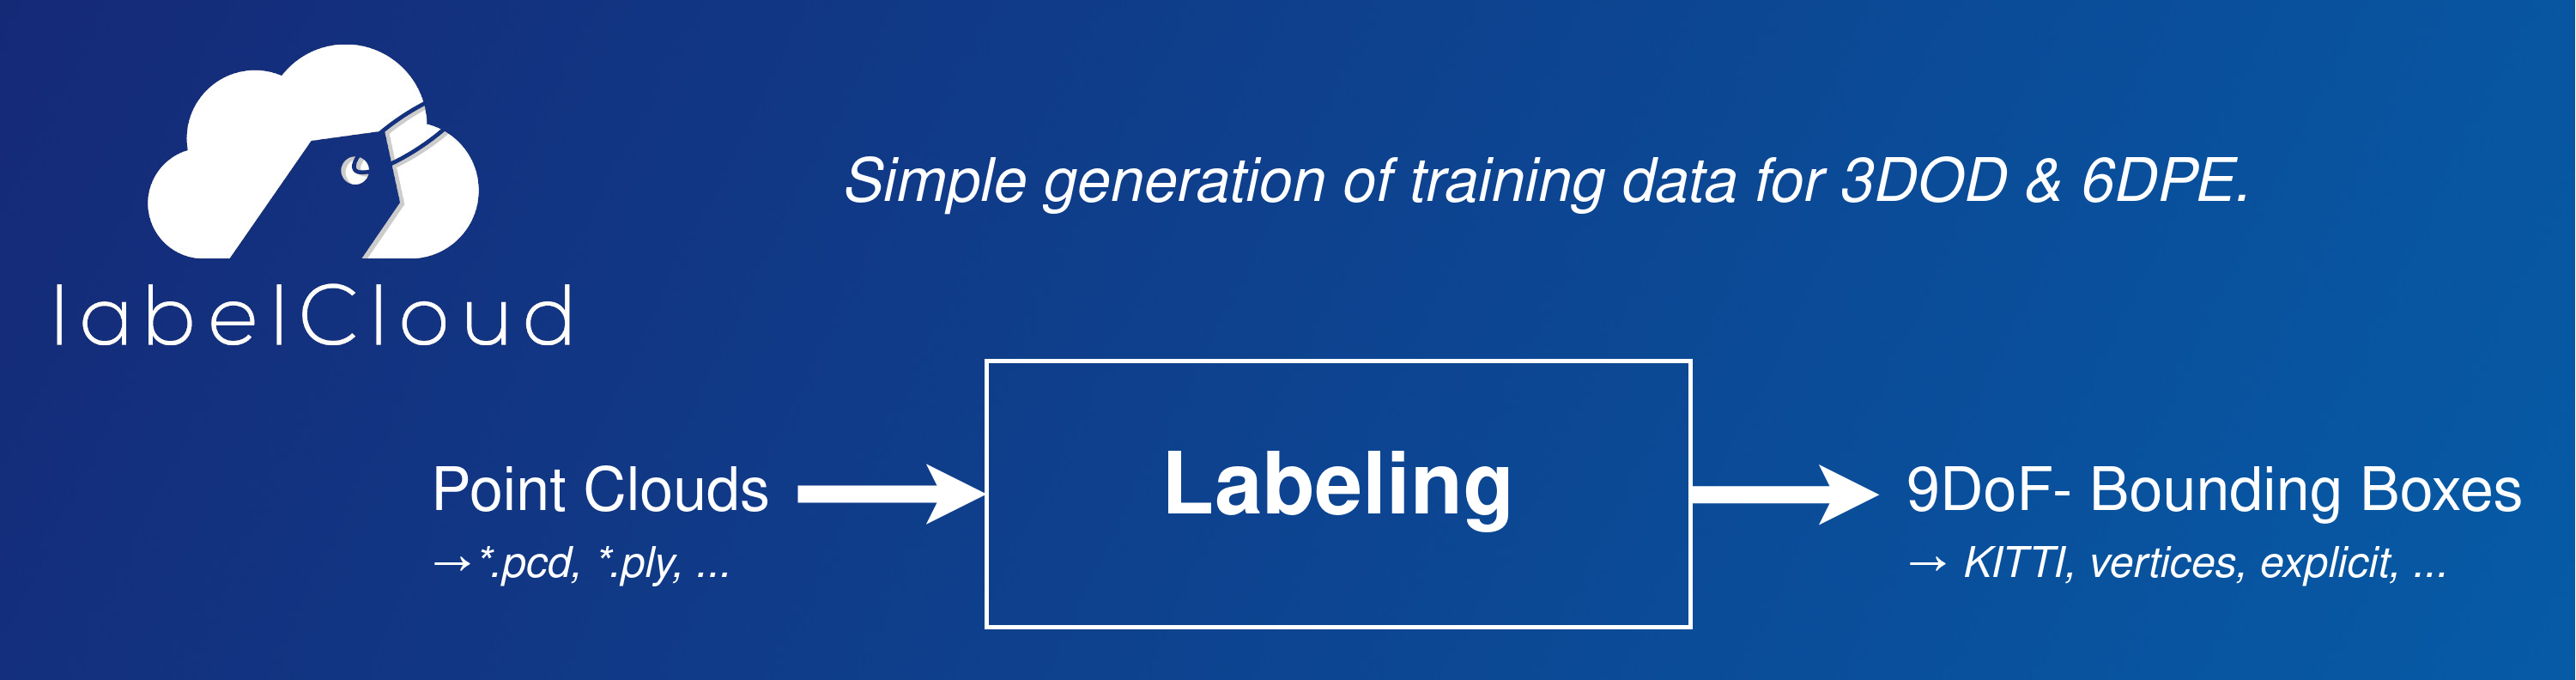 labelCloud
Simple generation of training data for 3DOD & 6DPE.
Point Clouds
→ *.pcd, *.ply, ...
Labeling
9DoF- Bounding Boxes
→ KITTI, vertices, explicit, ...